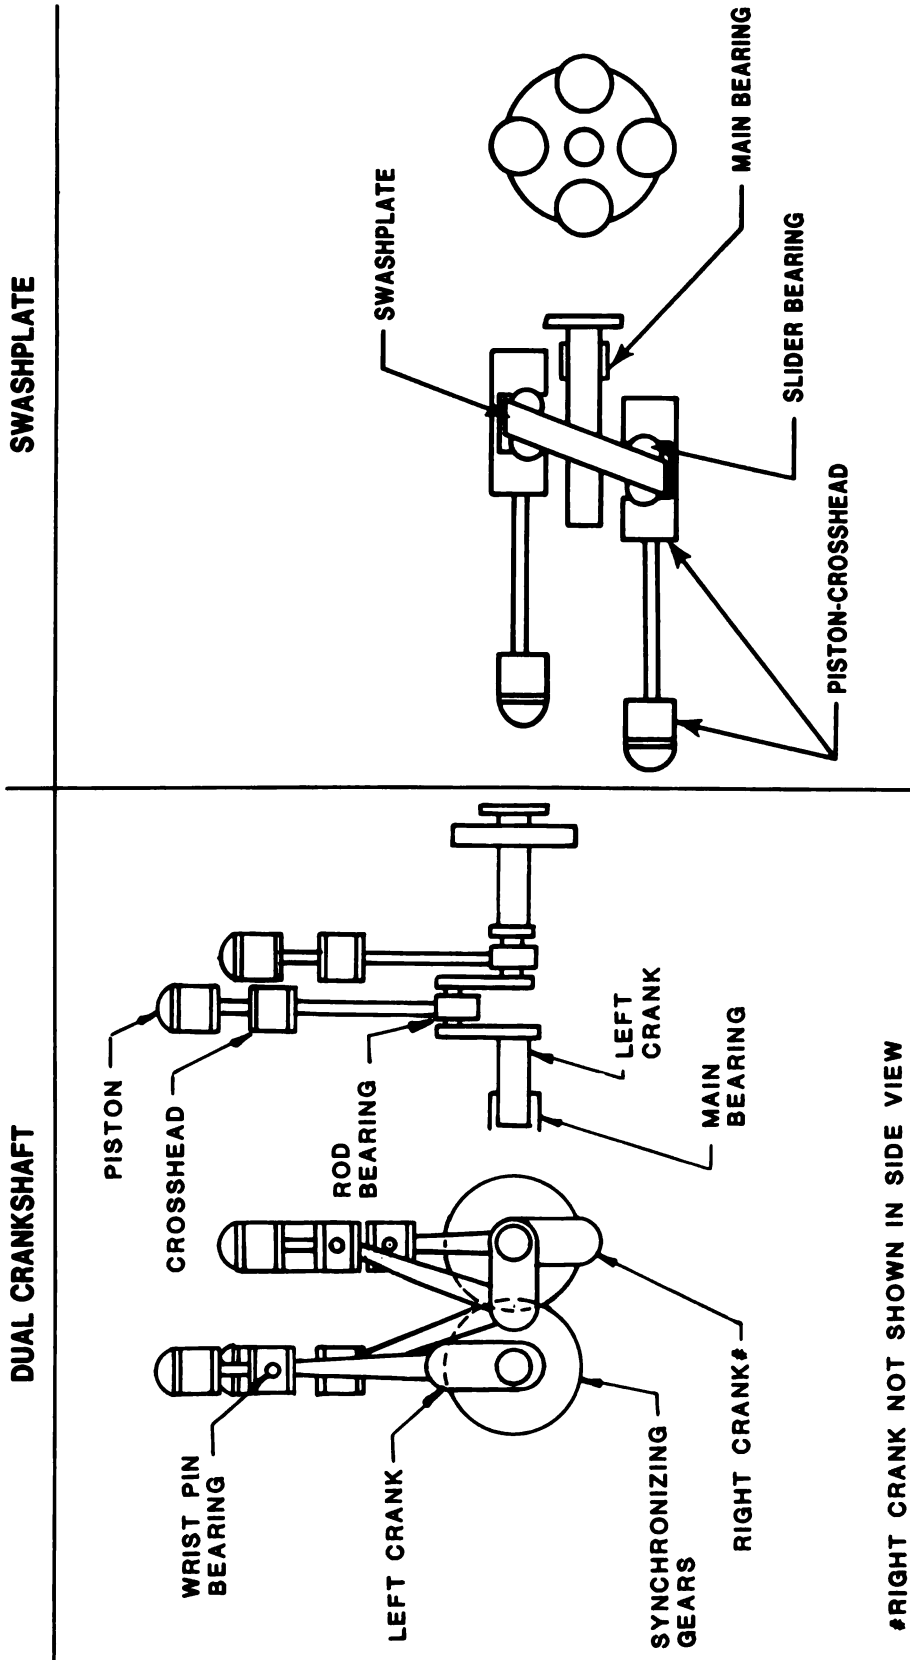 DUAL CRANKSHAFT
SWASHPLATE
PISTON
CROSSHEAD
WRIST PIN
BEARING
ROD
BEARING
LEFT CRANK
LEFT
CRANK
MAIN
BEARING
SYNCHRONIZING
GEARS
RIGHT CRANK#
#RIGHT CRANK NOT SHOWN IN SIDE VIEW
SWASHPLATE
MAIN BEARING
SLIDER BEARING
PISTON-CROSSHEAD